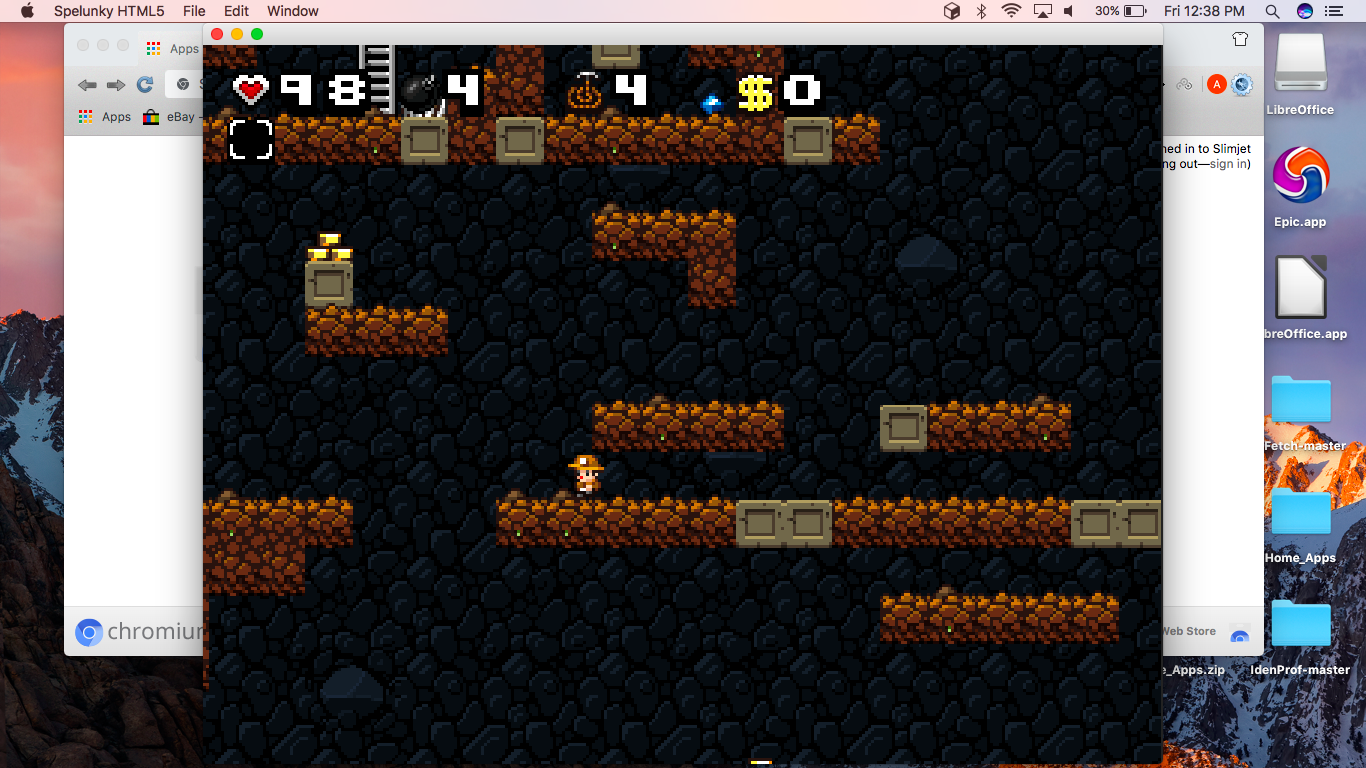 Spelunky HTML5 File Edit Window 30% Fri 12:38 PM
Apps
98 4 4 $0
A
Apps eBay -
ned in to Slimjet
ng out—sign in)
LibreOffice
Epic.app
breOffice.app
Fetch-master
Home_Apps
chromium
Web Store
e_Apps.zip
IdenProf-master